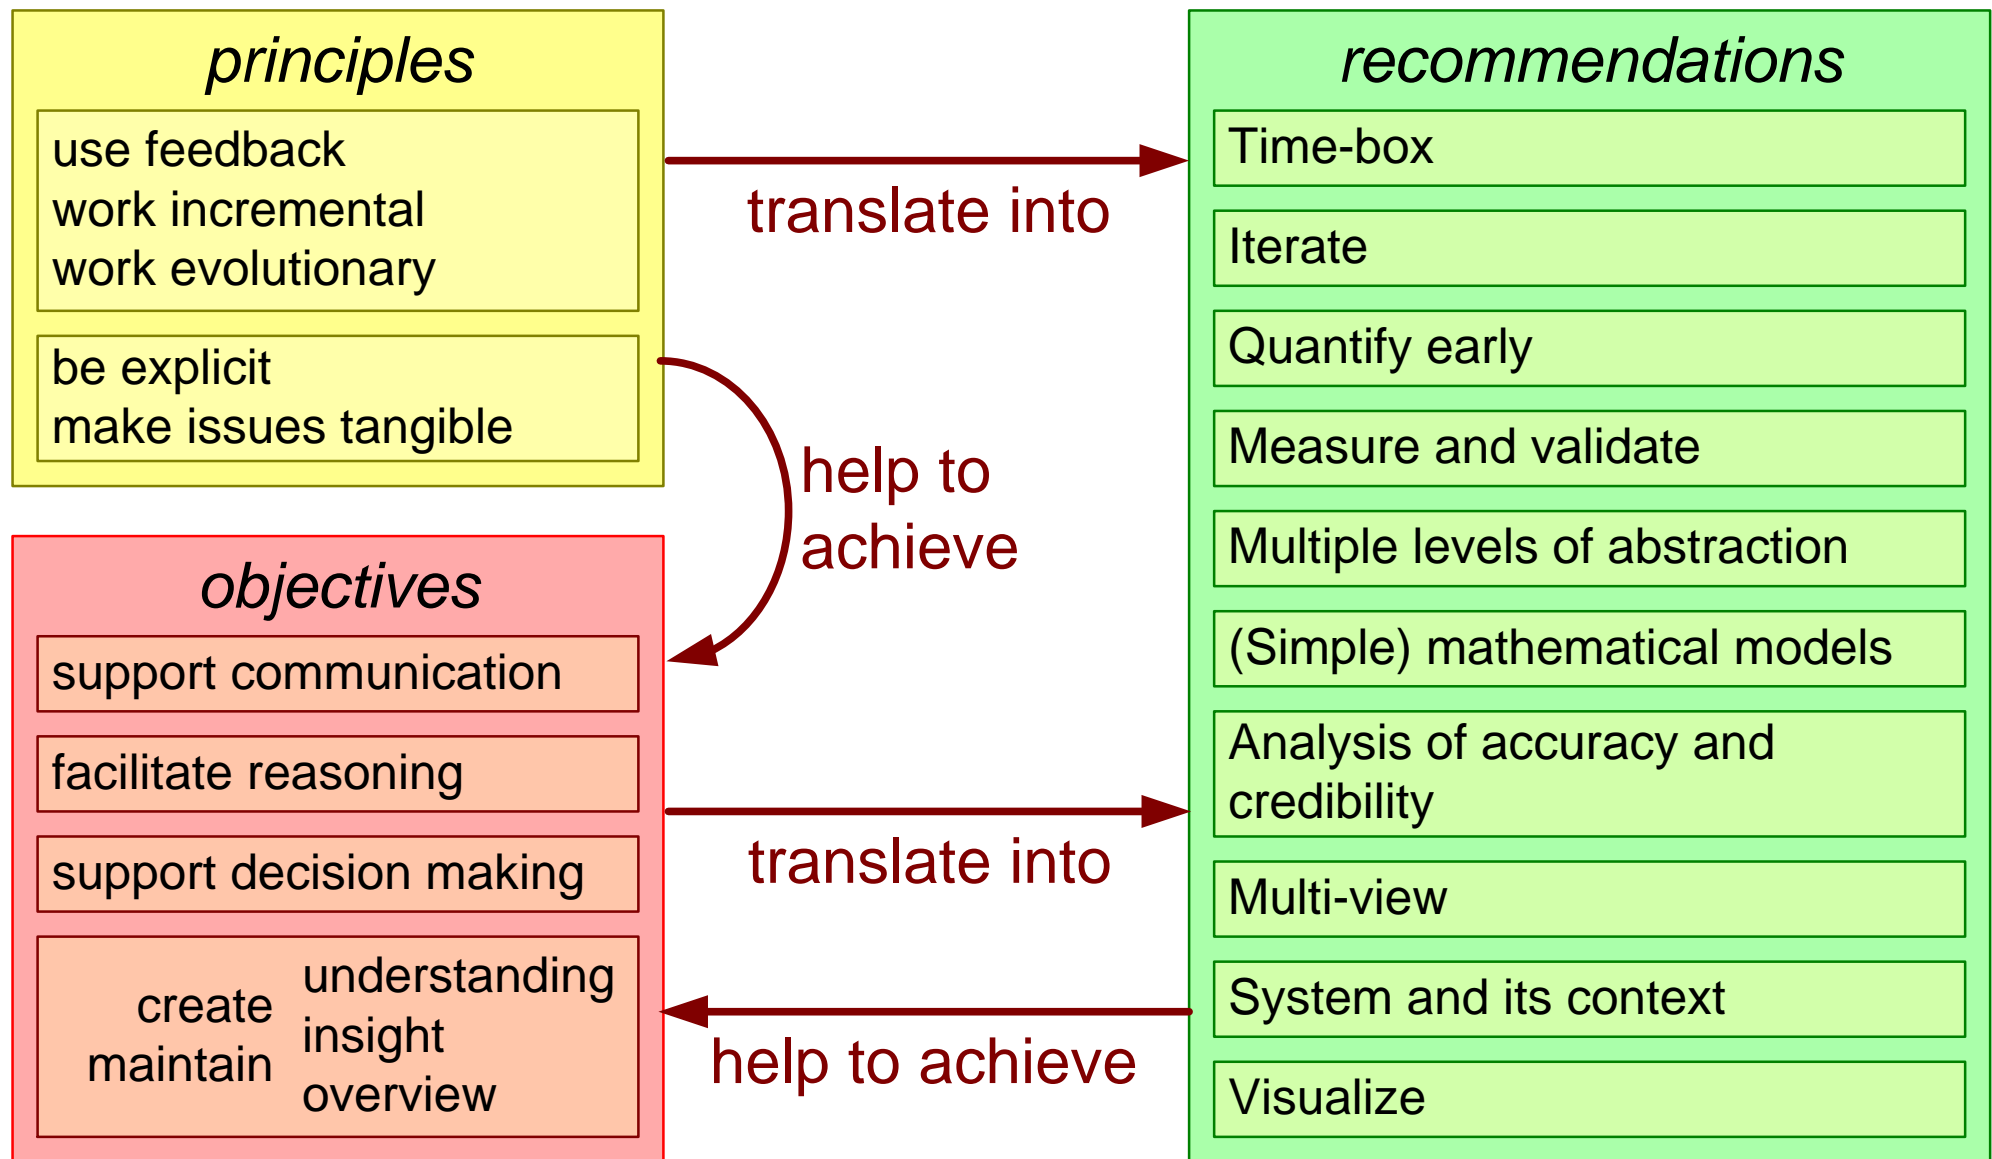 principles
use feedback
work incremental
work evolutionary
be explicit
make issues tangible
translate into
help to
achieve
objectives
support communication
facilitate reasoning
support decision making
create
maintain
understanding
insight
overview
translate into
help to achieve
recommendations
Time-box
Iterate
Quantify early
Measure and validate
Multiple levels of abstraction
(Simple) mathematical models
Analysis of accuracy and
credibility
Multi-view
System and its context
Visualize